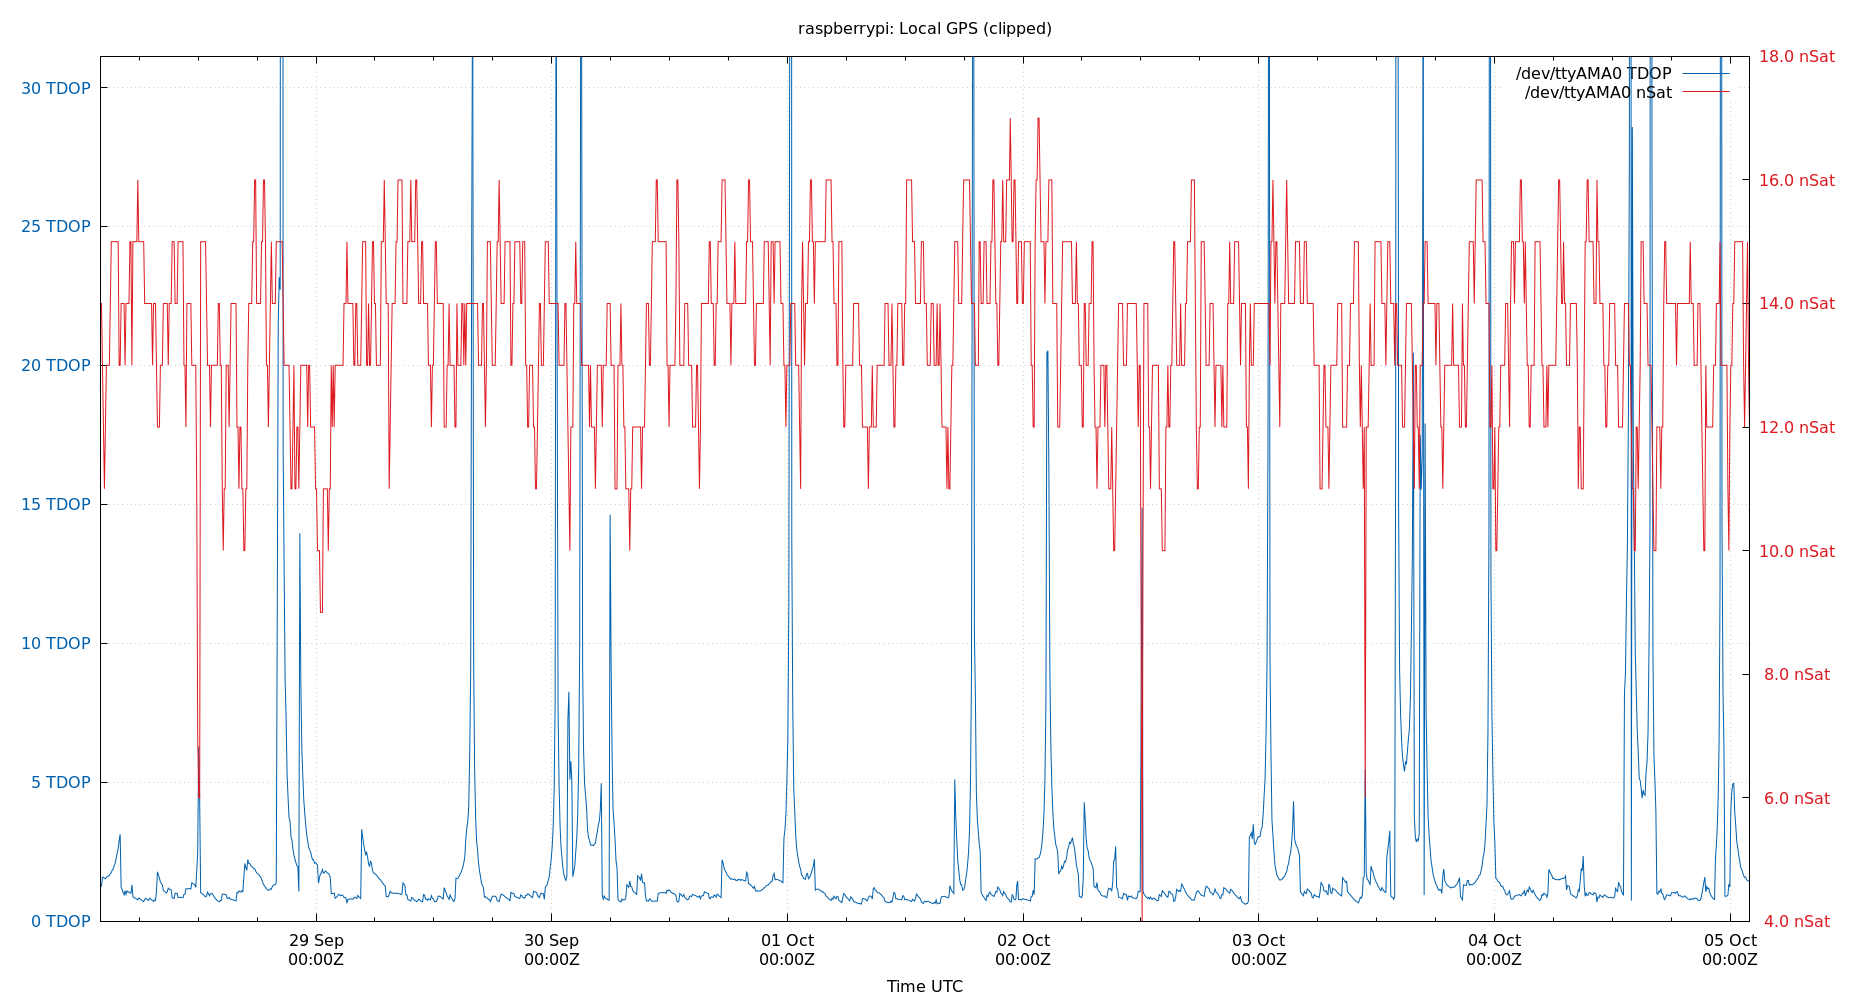 raspberrypi: Local GPS (clipped)
18.0 nSat
/dev/ttyAMA0 TDOP
30 TDOP
/dev/ttyAMA0 nSat
16.0 nSat
25 TDOP
14.0 nSat
20 TDOP
12.0 nSat
15 TDOP
10.0 nSat
10 TDOP
8.0 nSat
5 TDOP
6.0 nSat
0 TDOP
4.0 nSat
29 Sep 30 Sep 01 Oct 02 Oct 03 Oct 04 Oct 05 Oct
00:00Z 00:00Z 00:00Z 00:00Z 00:00Z 00:00Z 00:00Z
Time UTC